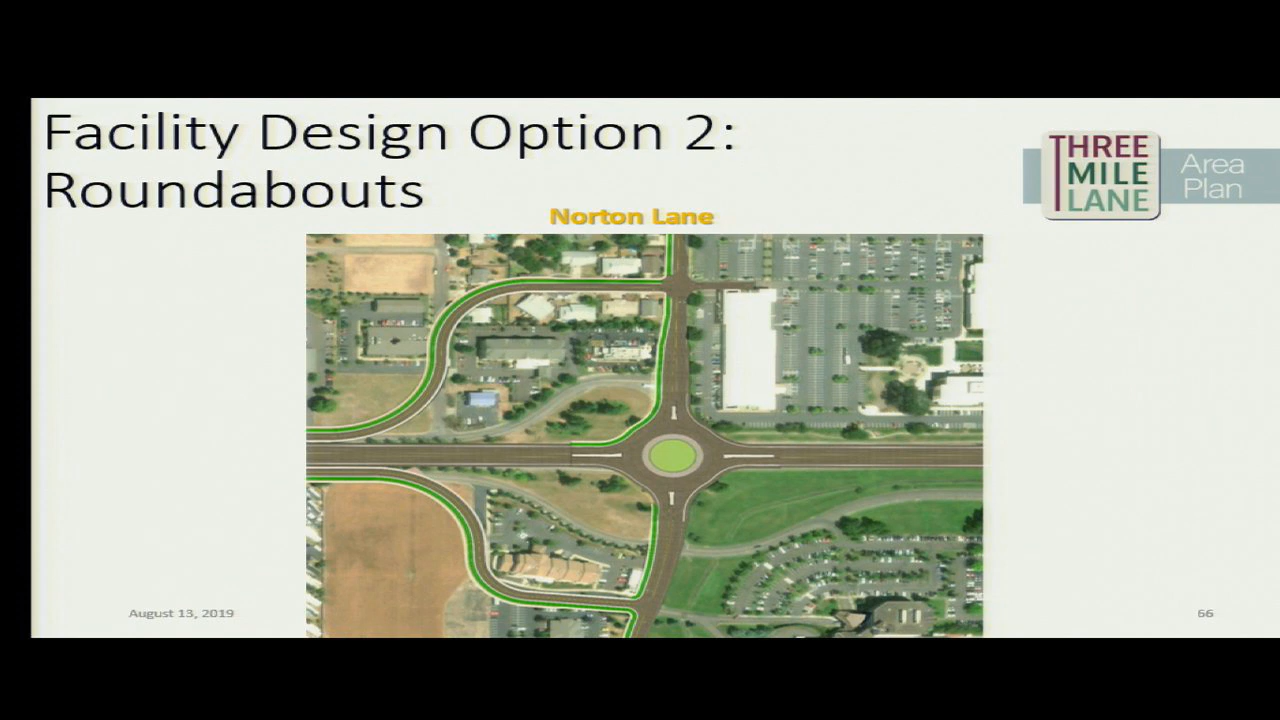 Facility Design Option 2:
Roundabouts
THREE
MILE
LANE
Area
Plan
Norton Lane
August 13, 2019
66